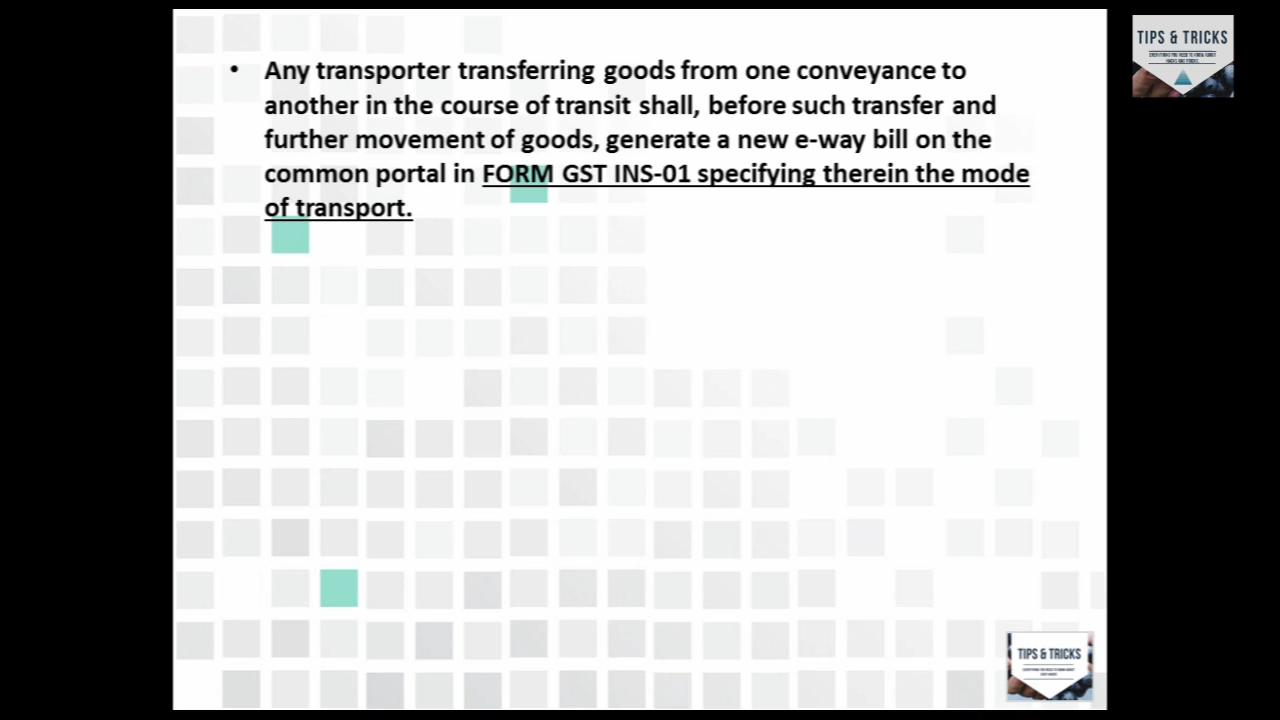 TIPS & TRICKS
• Any transporter transferring goods from one conveyance to
another in the course of transit shall, before such transfer and
further movement of goods, generate a new e-way bill on the
common portal in FORM GST INS-01 specifying therein the mode
of transport.
TIPS & TRICKS